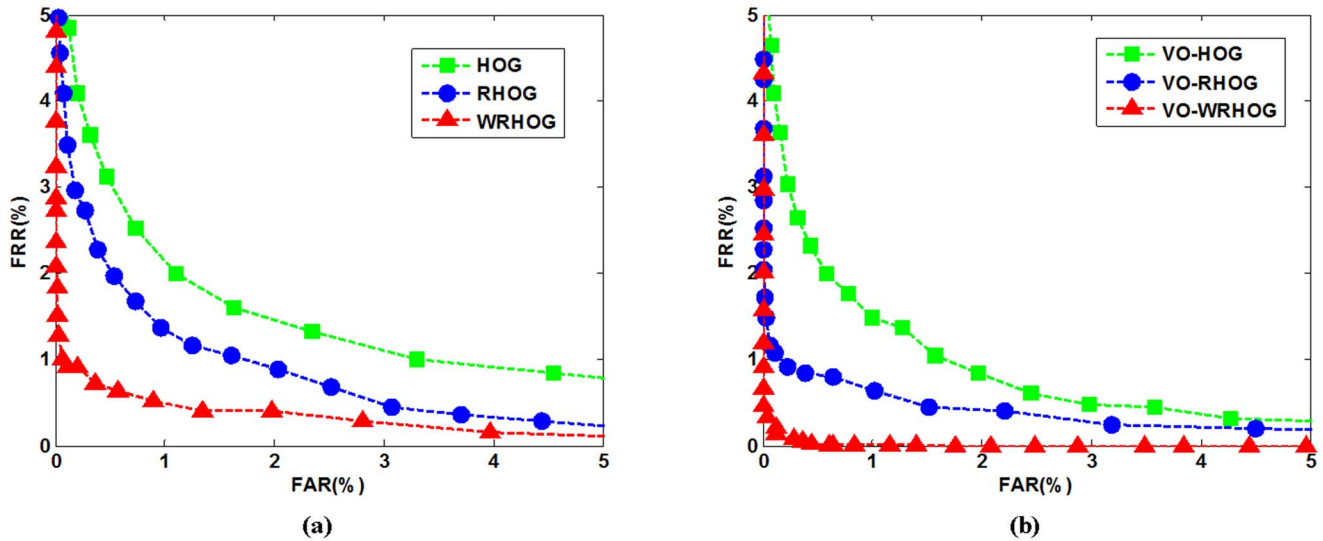 5
4
3
2
1
0
FRR(%)
HOG
RHOG
WRHOG
0 1 2 3 4 5
FAR(%)
(a)
5
4
3
2
1
0
FRR(%)
VO-HOG
VO-RHOG
VO-WRHOG
0 1 2 3 4 5
FAR(%)
(b)